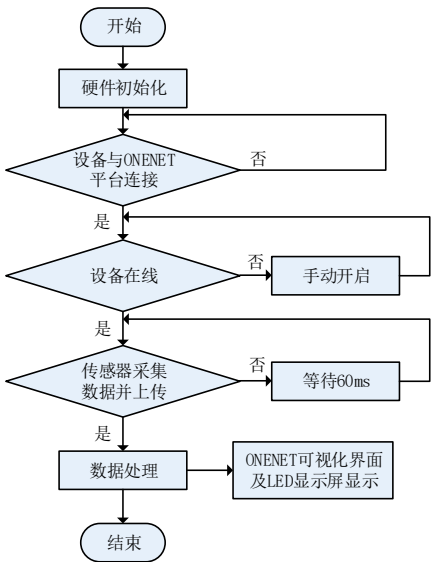 开始
硬件初始化
设备与ONENET
平台连接
否
是
设备在线
否
手动开启
是
传感器采集
数据并上传
否
等待60ms
是
数据处理
ONENET可视化界面
及LED显示屏显示
结束